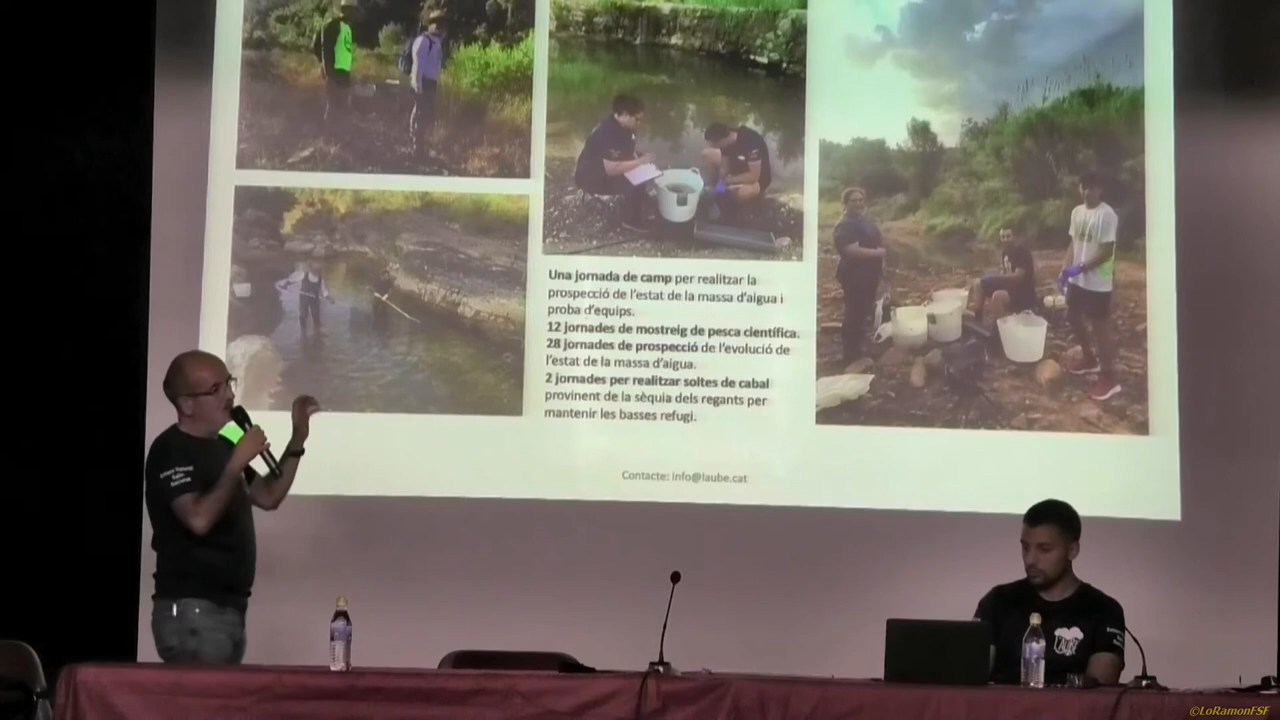 Una jornada de camp per realitzar la
prospecció de l'estat de la massa d'aigua i
proba d'equips.
12 jornades de mostreig de pesca científica.
28 jornades de prospecció de l'evolució de
l'estat de la massa d'aigua.
2 jornades per realitzar soltes de cabal
provinent de la sèquia dels regants per
mantenir les basses refugi.
Contacte: info@laube.cat
©LoRamonFSF